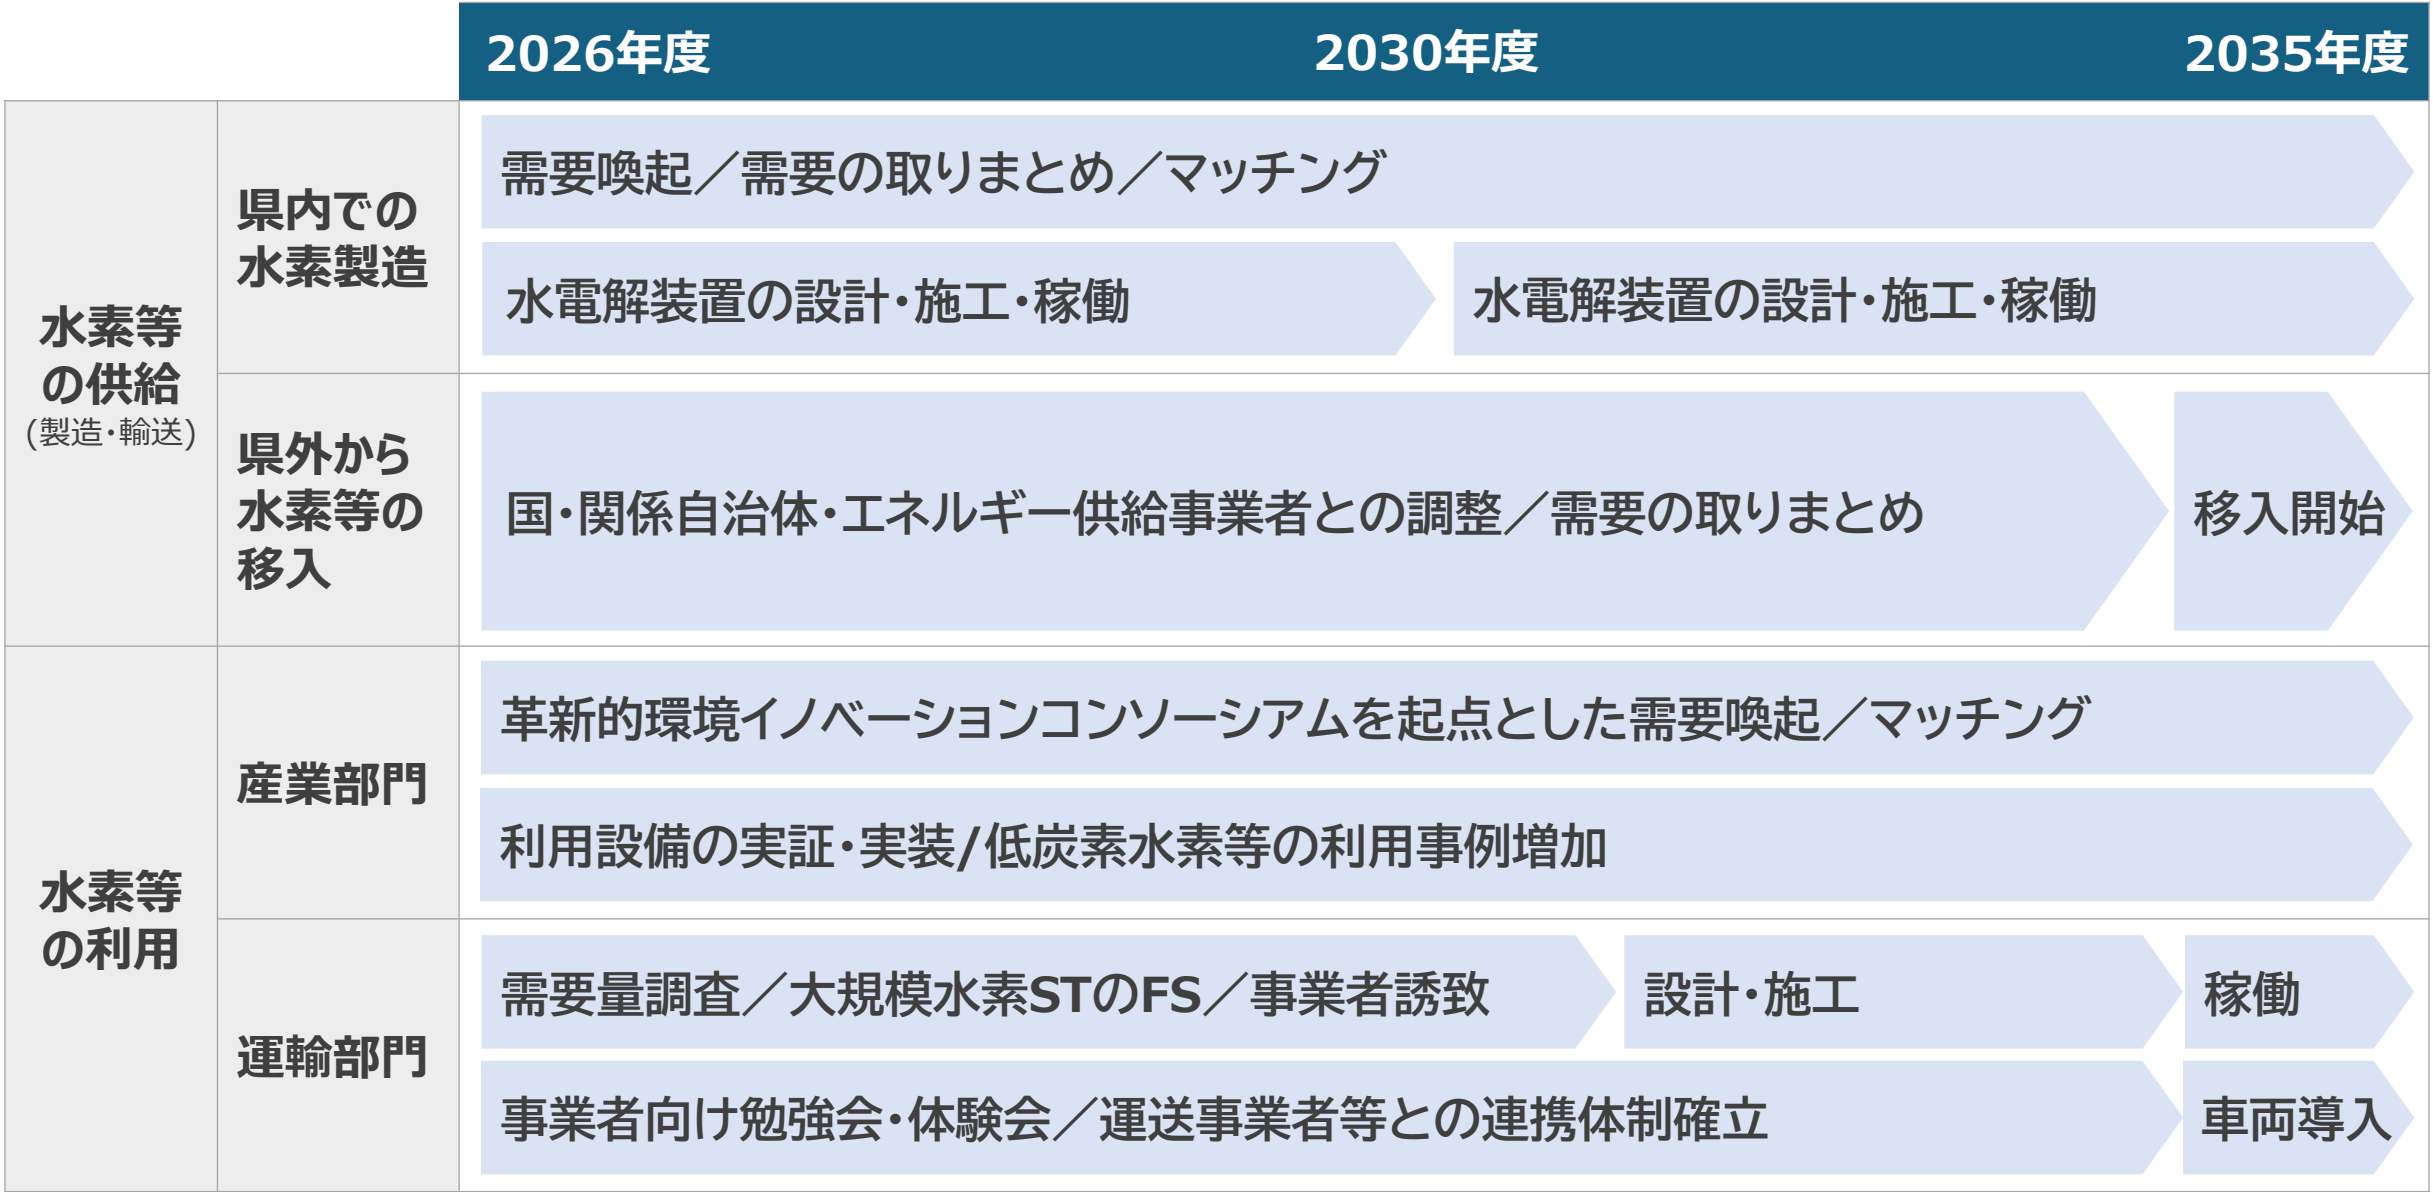 2026年度
2030年度
2035年度
水素等
の供給
(製造・輸送)
県内での
水素製造
需要喚起／需要の取りまとめ／マッチング
水電解装置の設計・施工・稼働
水電解装置の設計・施工・稼働
県外から
水素等の
移入
国・関係自治体・エネルギー供給事業者との調整／需要の取りまとめ
移入開始
水素等
の利用
産業部門
革新的環境イノベーションコンソーシアムを起点とした需要喚起／マッチング
利用設備の実証・実装/低炭素水素等の利用事例増加
運輸部門
需要量調査／大規模水素STのFS／事業者誘致
設計・施工
稼働
事業者向け勉強会・体験会／運送事業者等との連携体制確立
車両導入